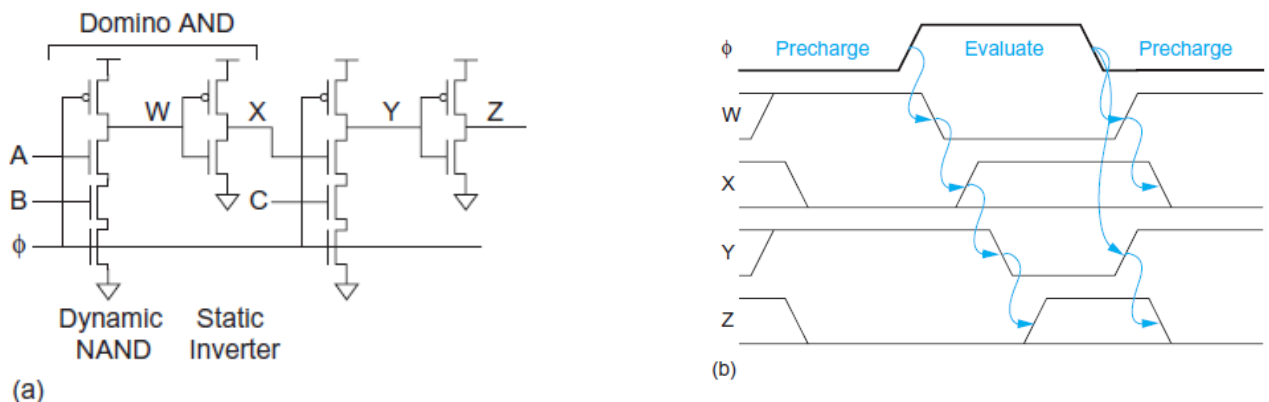 Domino AND
W
X
Y
Z
A
B
C
ϕ
Dynamic
NAND
Static
Inverter
(a)
ϕ
Precharge
Evaluate
Precharge
W
X
Y
Z
(b)